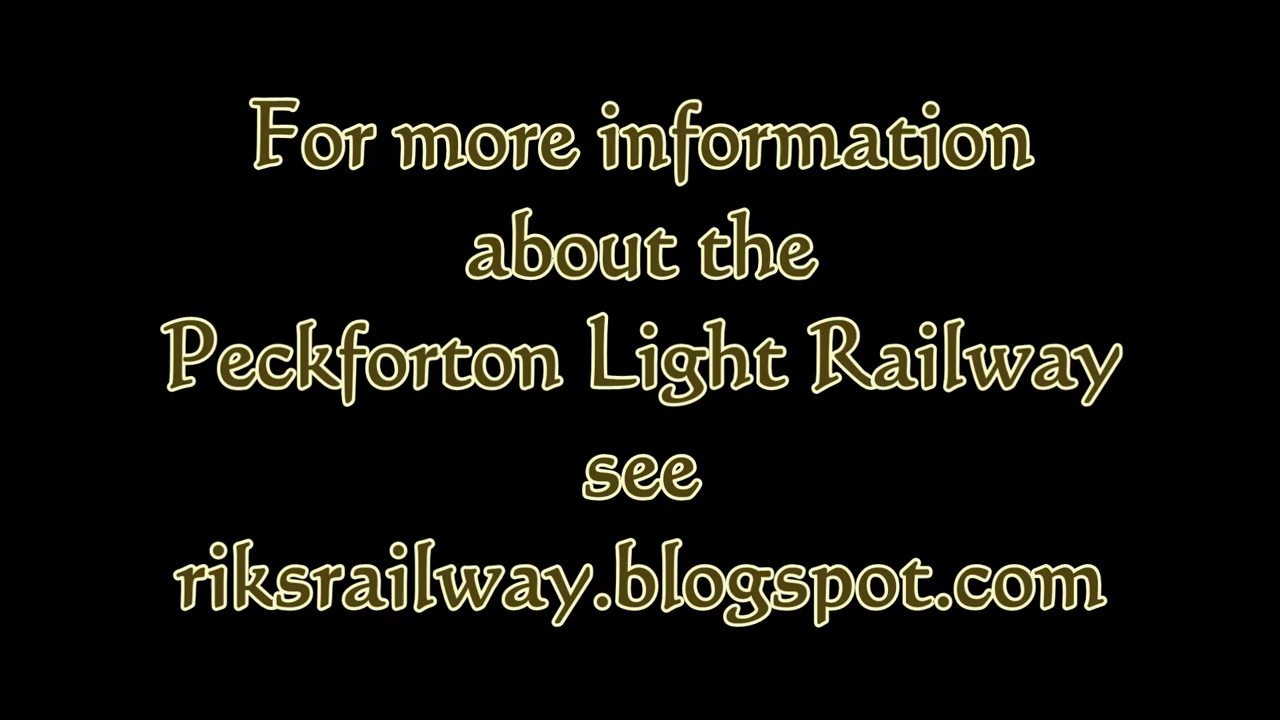 For more information
about the
Peckforton Light Railway
see
riksrailway.blogspot.com